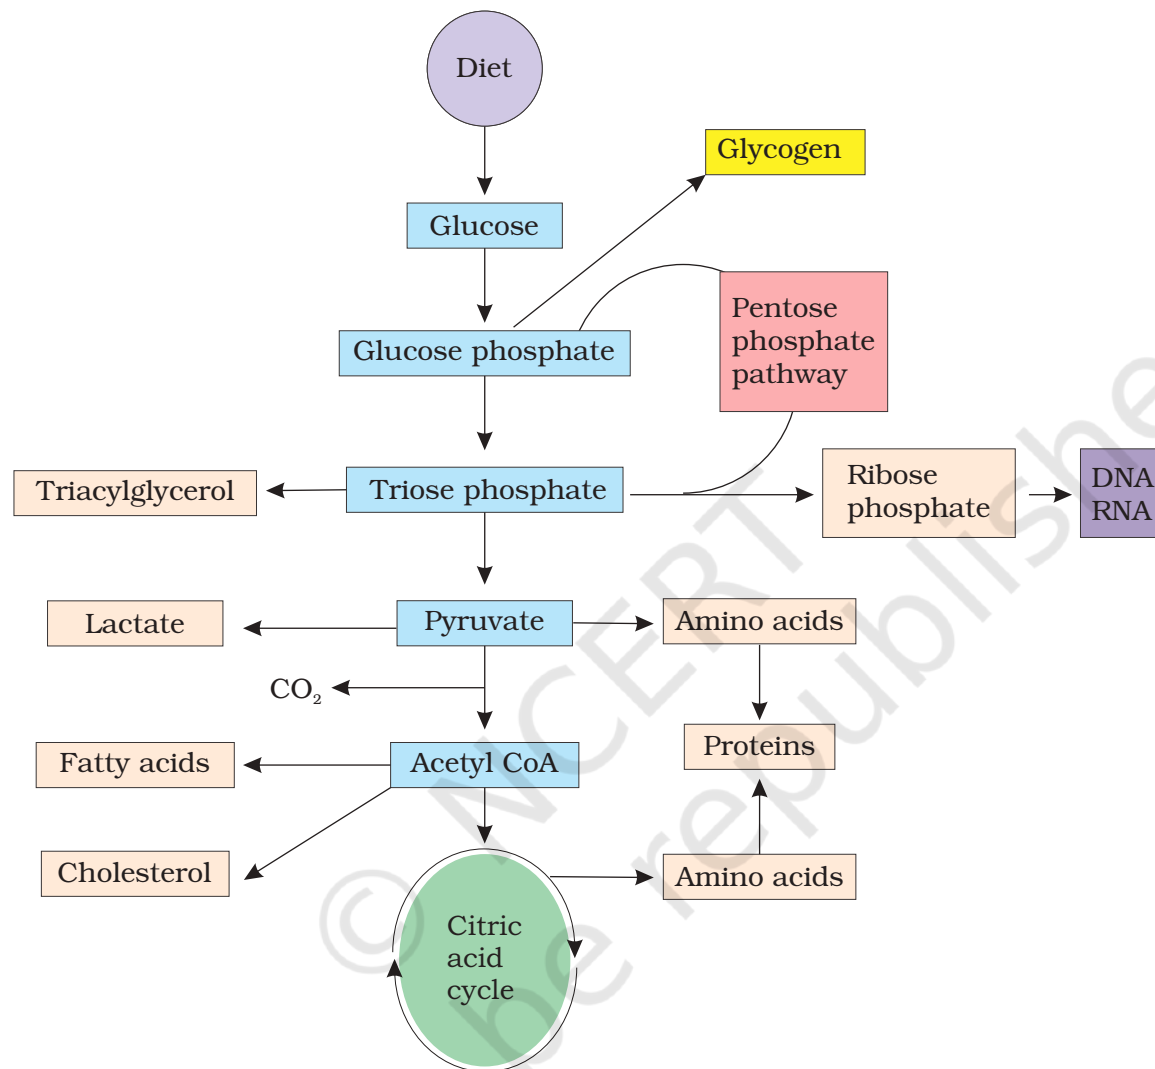 Diet
Glycogen
Glucose
Pentose
phosphate
pathway
Glucose phosphate
Triacylglycerol
Triose phosphate
Ribose
phosphate
DNA
RNA
Lactate
Pyruvate
Amino acids
CO₂
Fatty acids
Acetyl CoA
Proteins
Cholesterol
Amino acids
Citric
acid
cycle
© NCERT
be republishe